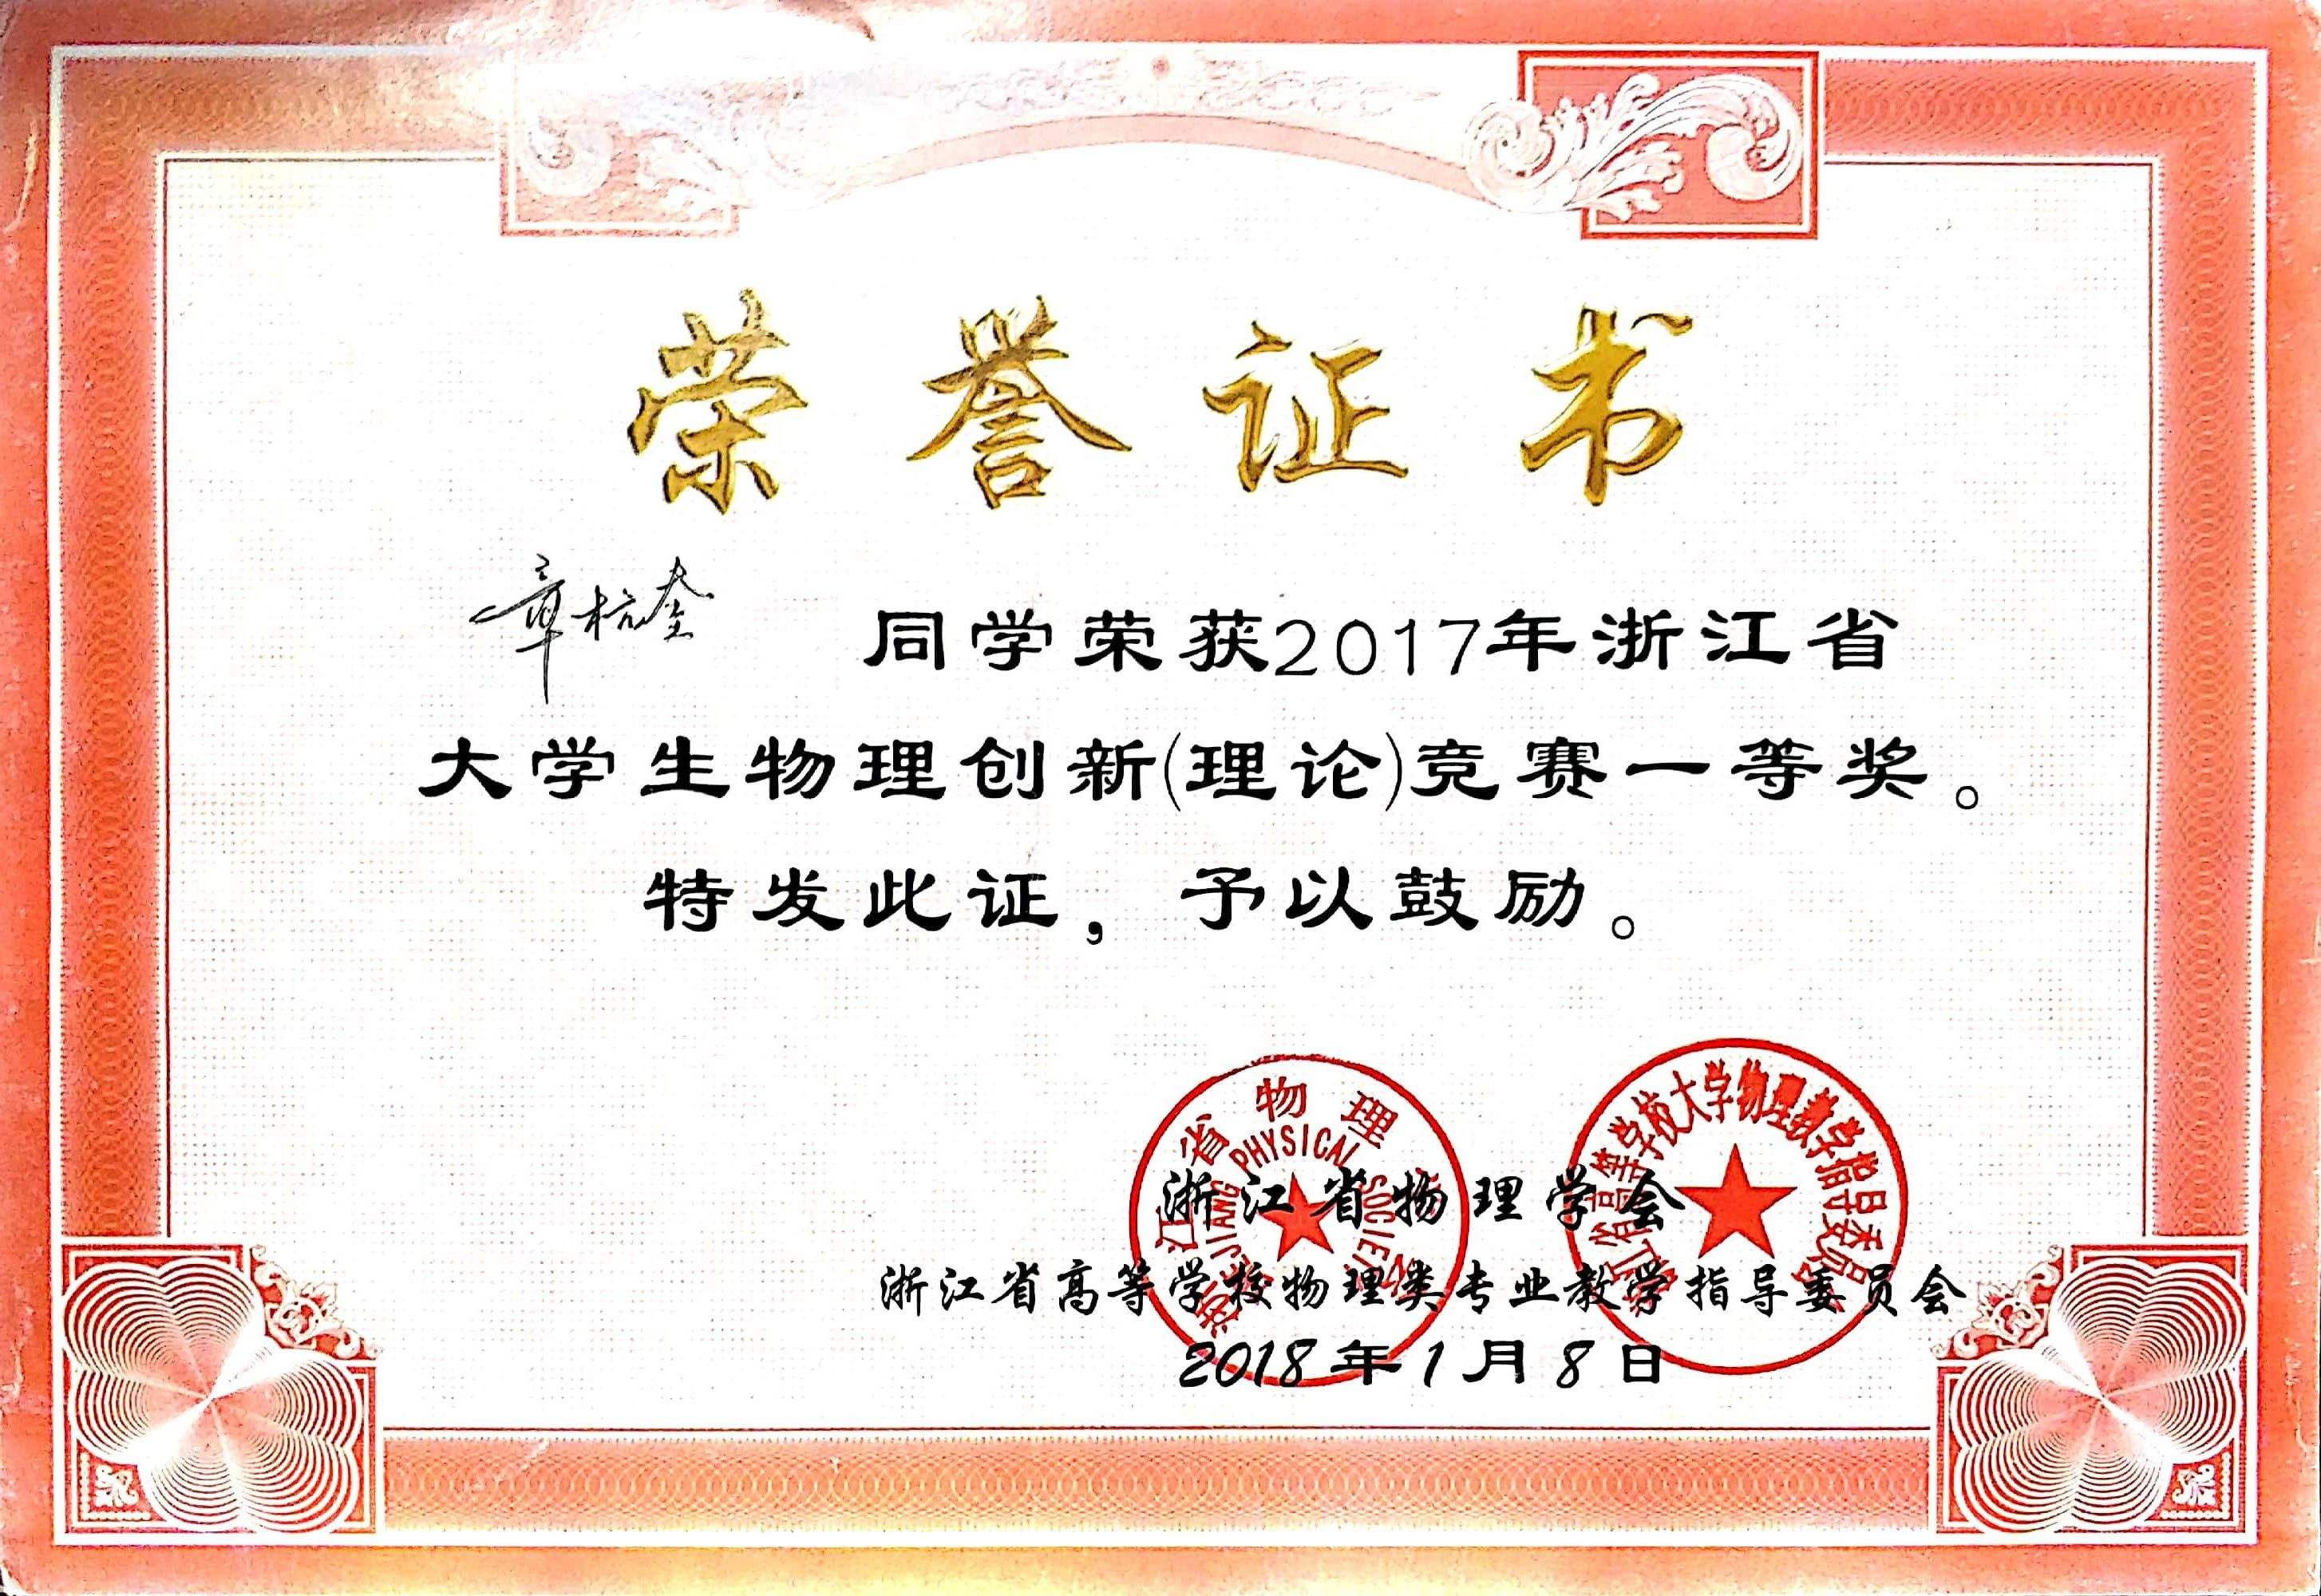 荣誉证书
章杭奎 同学荣获2017年浙江省
大学生物理创新(理论)竞赛一等奖。
特发此证，予以鼓励。
浙江省物理学会
ZHEJIANG PHYSICAL SOCIETY
浙江省高等学校大学物理教学指导委员会
浙江省物理学会
浙江省高等学校物理类专业教学指导委员会
2018年1月8日